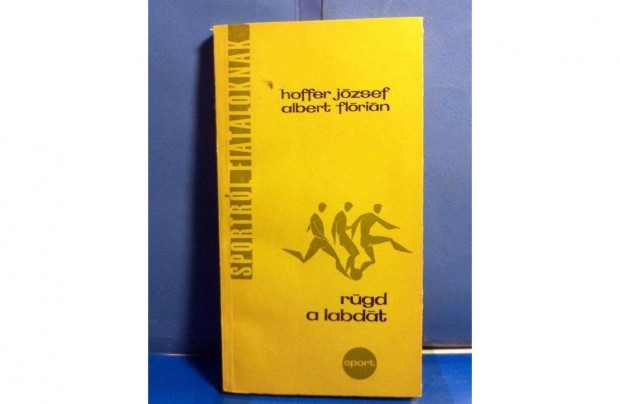 SPORTRÓL FIATALOKNAK
hoffer józsef
albert flórián
rúgd
a labdát
sport